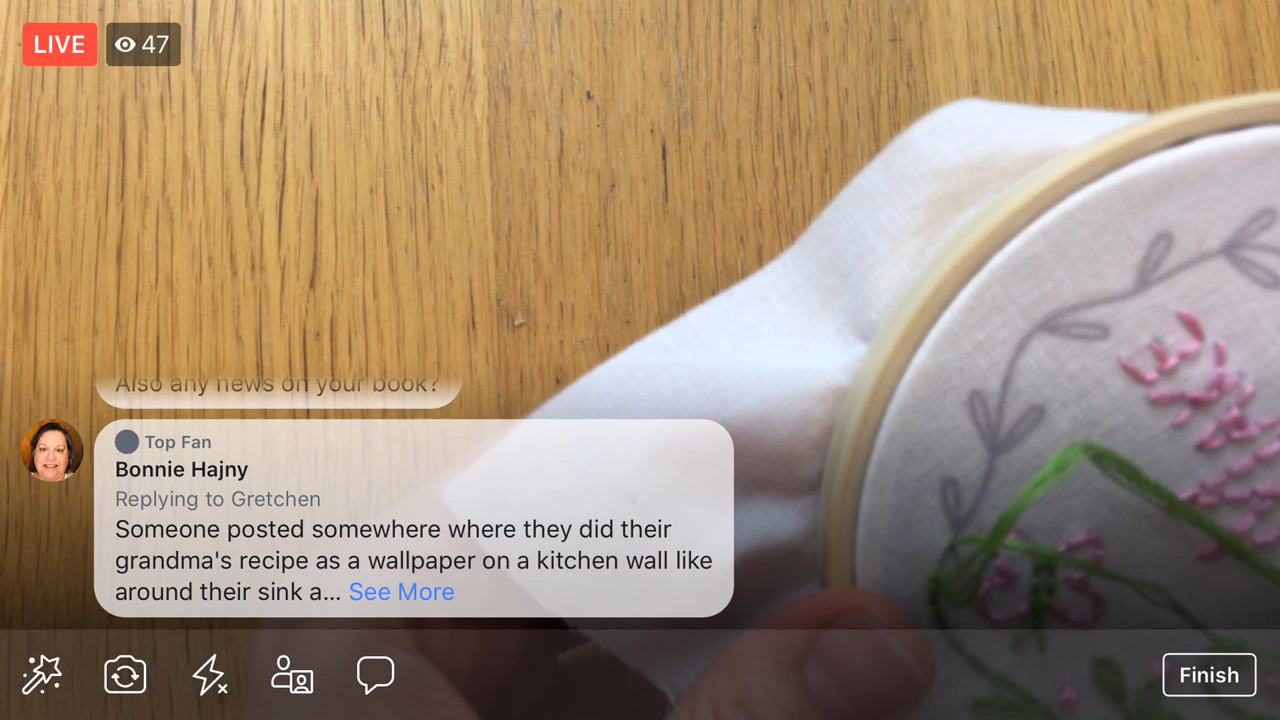 LIVE
47
Also any news on your book?
Top Fan
Bonnie Hajny
Replying to Gretchen
Someone posted somewhere where they did their
grandma's recipe as a wallpaper on a kitchen wall like
around their sink a... See More
Finish